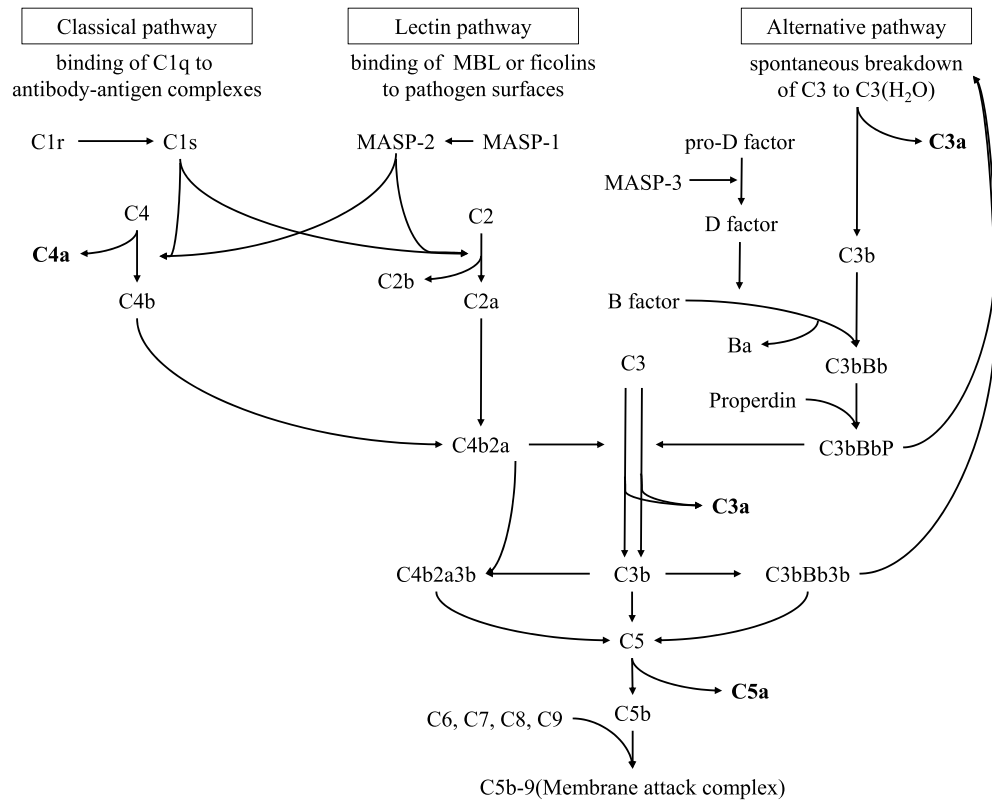 Classical pathway
Lectin pathway
Alternative pathway
binding of C1q to
antibody-antigen complexes
binding of MBL or ficolins
to pathogen surfaces
spontaneous breakdown
of C3 to C3(H₂O)
C1r
C1s
MASP-2
MASP-1
pro-D factor
C3a
MASP-3
C4
C2
D factor
C4a
C3b
C2b
C4b
C2a
B factor
Ba
C3
C3bBb
Properdin
C4b2a
C3bBbP
C3a
C4b2a3b
C3b
C3bBb3b
C5
C5a
C6, C7, C8, C9
C5b
C5b-9(Membrane attack complex)